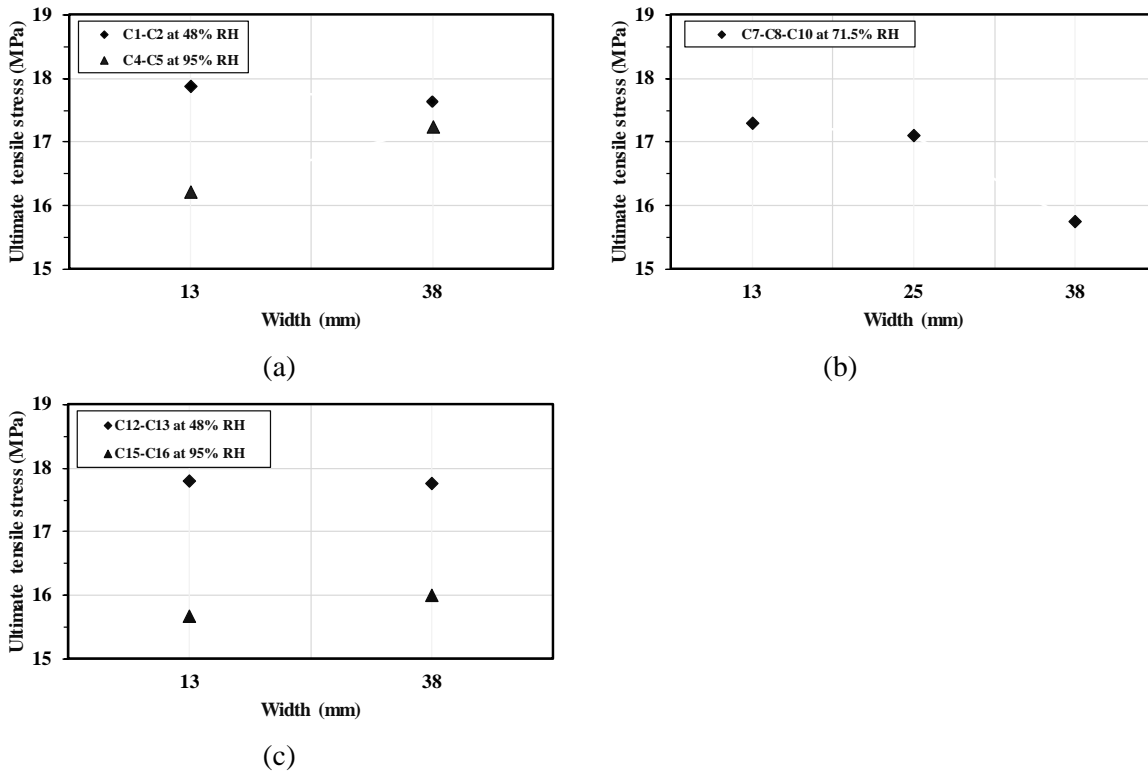 19
18
17
16
15
Ultimate tensile stress (MPa)
C1-C2 at 48% RH
C4-C5 at 95% RH
13 38
Width (mm)
(a)
19
18
17
16
15
Ultimate tensile stress (MPa)
C7-C8-C10 at 71.5% RH
13 25 38
Width (mm)
(b)
19
18
17
16
15
Ultimate tensile stress (MPa)
C12-C13 at 48% RH
C15-C16 at 95% RH
13 38
Width (mm)
(c)